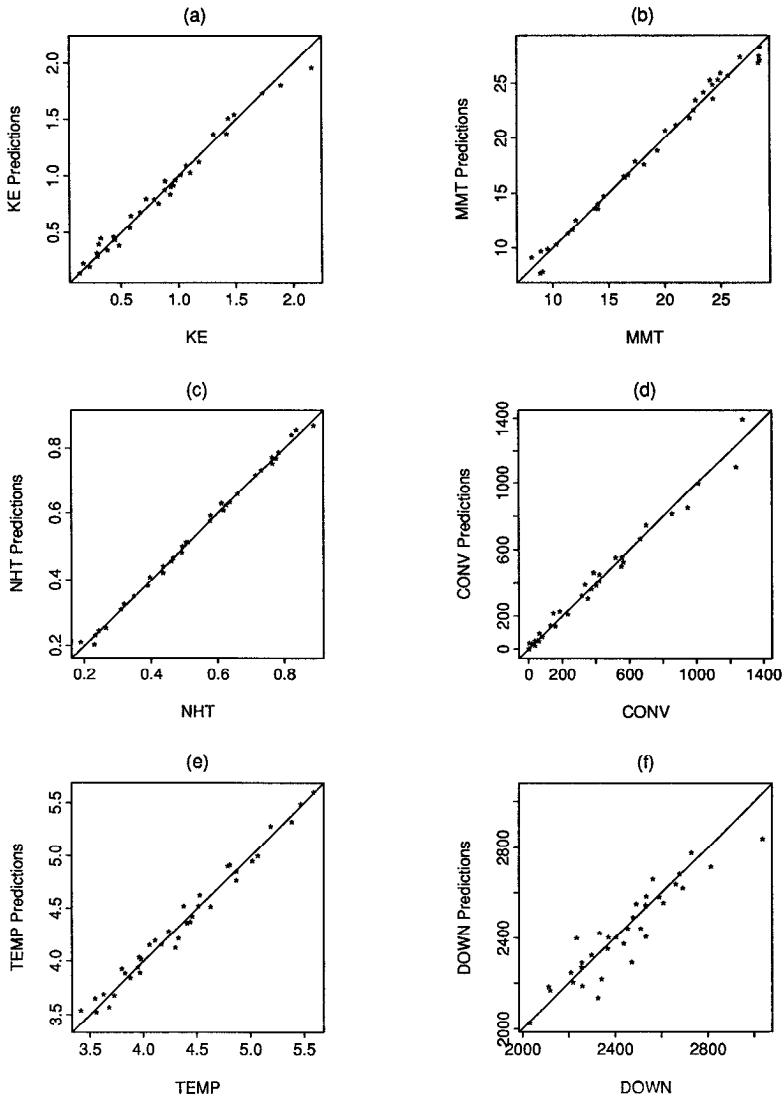 (a)
KE Predictions
2.0
1.5
1.0
0.5
0.5 1.0 1.5 2.0
KE
(b)
MMT Predictions
25
20
15
10
10 15 20 25
MMT
(c)
NHT Predictions
0.8
0.6
0.4
0.2
0.2 0.4 0.6 0.8
NHT
(d)
CONV Predictions
1400
1000
600
200
0
0 200 600 1000 1400
CONV
(e)
TEMP Predictions
5.5
5.0
4.5
4.0
3.5
3.5 4.0 4.5 5.0 5.5
TEMP
(f)
DOWN Predictions
2800
2400
2000
2000 2400 2800
DOWN